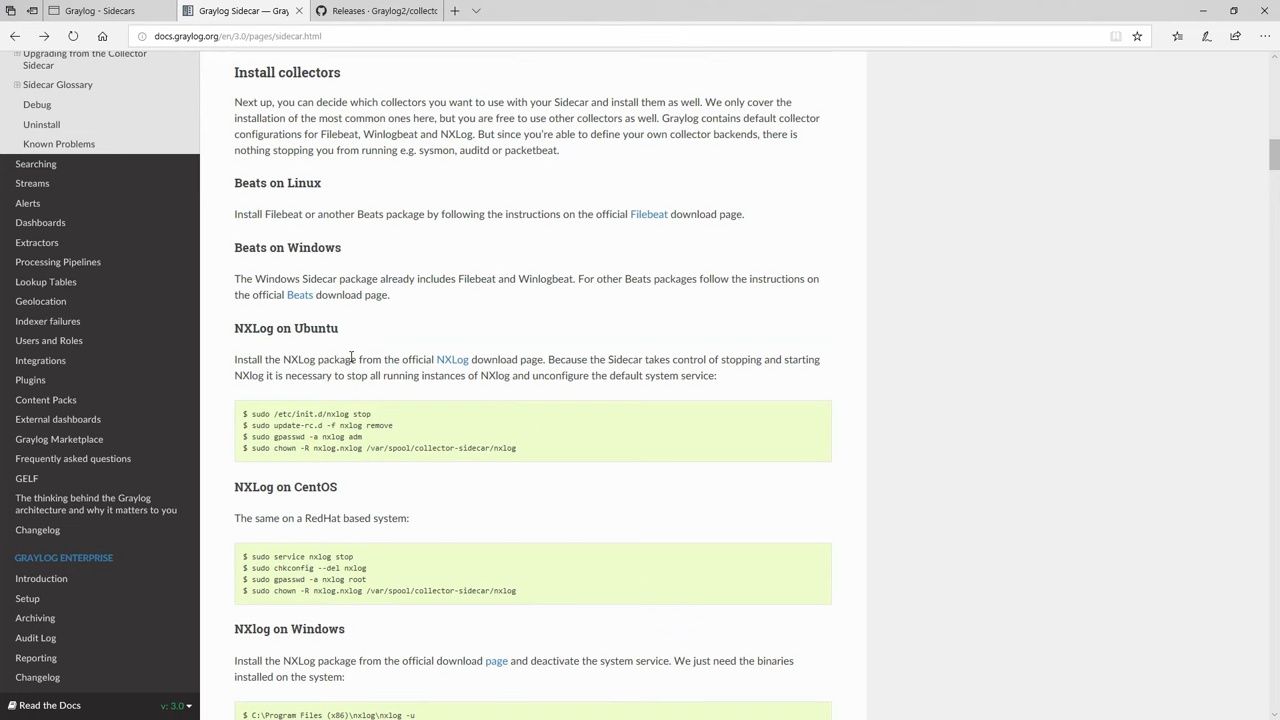 Graylog - Sidecars
Graylog Sidecar — Gray
Releases · Graylog2/collecto
docs.graylog.org/en/3.0/pages/sidecar.html
Upgrading from the Collector
Sidecar
Sidecar Glossary
Debug
Uninstall
Known Problems
Searching
Streams
Alerts
Dashboards
Extractors
Processing Pipelines
Lookup Tables
Geolocation
Indexer failures
Users and Roles
Integrations
Plugins
Content Packs
External dashboards
Graylog Marketplace
Frequently asked questions
GELF
The thinking behind the Graylog
architecture and why it matters to you
Changelog
GRAYLOG ENTERPRISE
Introduction
Setup
Archiving
Audit Log
Reporting
Changelog
Read the Docs
v: 3.0
Install collectors
Next up, you can decide which collectors you want to use with your Sidecar and install them as well. We only cover the
installation of the most common ones here, but you are free to use other collectors as well. Graylog contains default collector
configurations for Filebeat, Winlogbeat and NXLog. But since you're able to define your own collector backends, there is
nothing stopping you from running e.g. sysmon, auditd or packetbeat.
Beats on Linux
Install Filebeat or another Beats package by following the instructions on the official Filebeat download page.
Beats on Windows
The Windows Sidecar package already includes Filebeat and Winlogbeat. For other Beats packages follow the instructions on
the official Beats download page.
NXLog on Ubuntu
Install the NXLog package from the official NXLog download page. Because the Sidecar takes control of stopping and starting
NXlog it is necessary to stop all running instances of NXlog and unconfigure the default system service:
$ sudo /etc/init.d/nxlog stop
$ sudo update-rc.d -f nxlog remove
$ sudo gpasswd -a nxlog adm
$ sudo chown -R nxlog.nxlog /var/spool/collector-sidecar/nxlog
NXLog on CentOS
The same on a RedHat based system:
$ sudo service nxlog stop
$ sudo chkconfig --del nxlog
$ sudo gpasswd -a nxlog root
$ sudo chown -R nxlog.nxlog /var/spool/collector-sidecar/nxlog
NXlog on Windows
Install the NXLog package from the official download page and deactivate the system service. We just need the binaries
installed on the system:
$ C:\Program Files (x86)\nxlog\nxlog -u